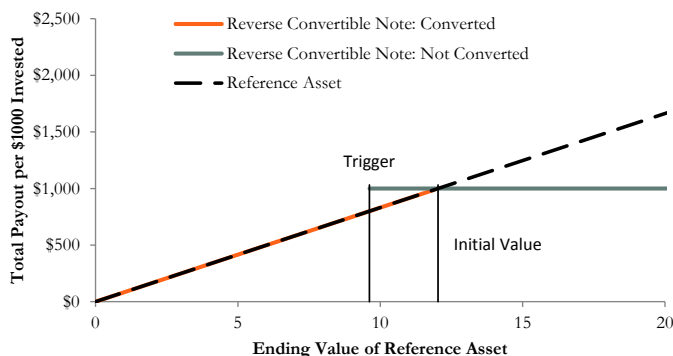 $2,500
$2,000
$1,500
$1,000
$500
$0
Total Payout per $1000 Invested
Reverse Convertible Note: Converted
Reverse Convertible Note: Not Converted
Reference Asset
Trigger
Initial Value
0
5
10
15
20
Ending Value of Reference Asset